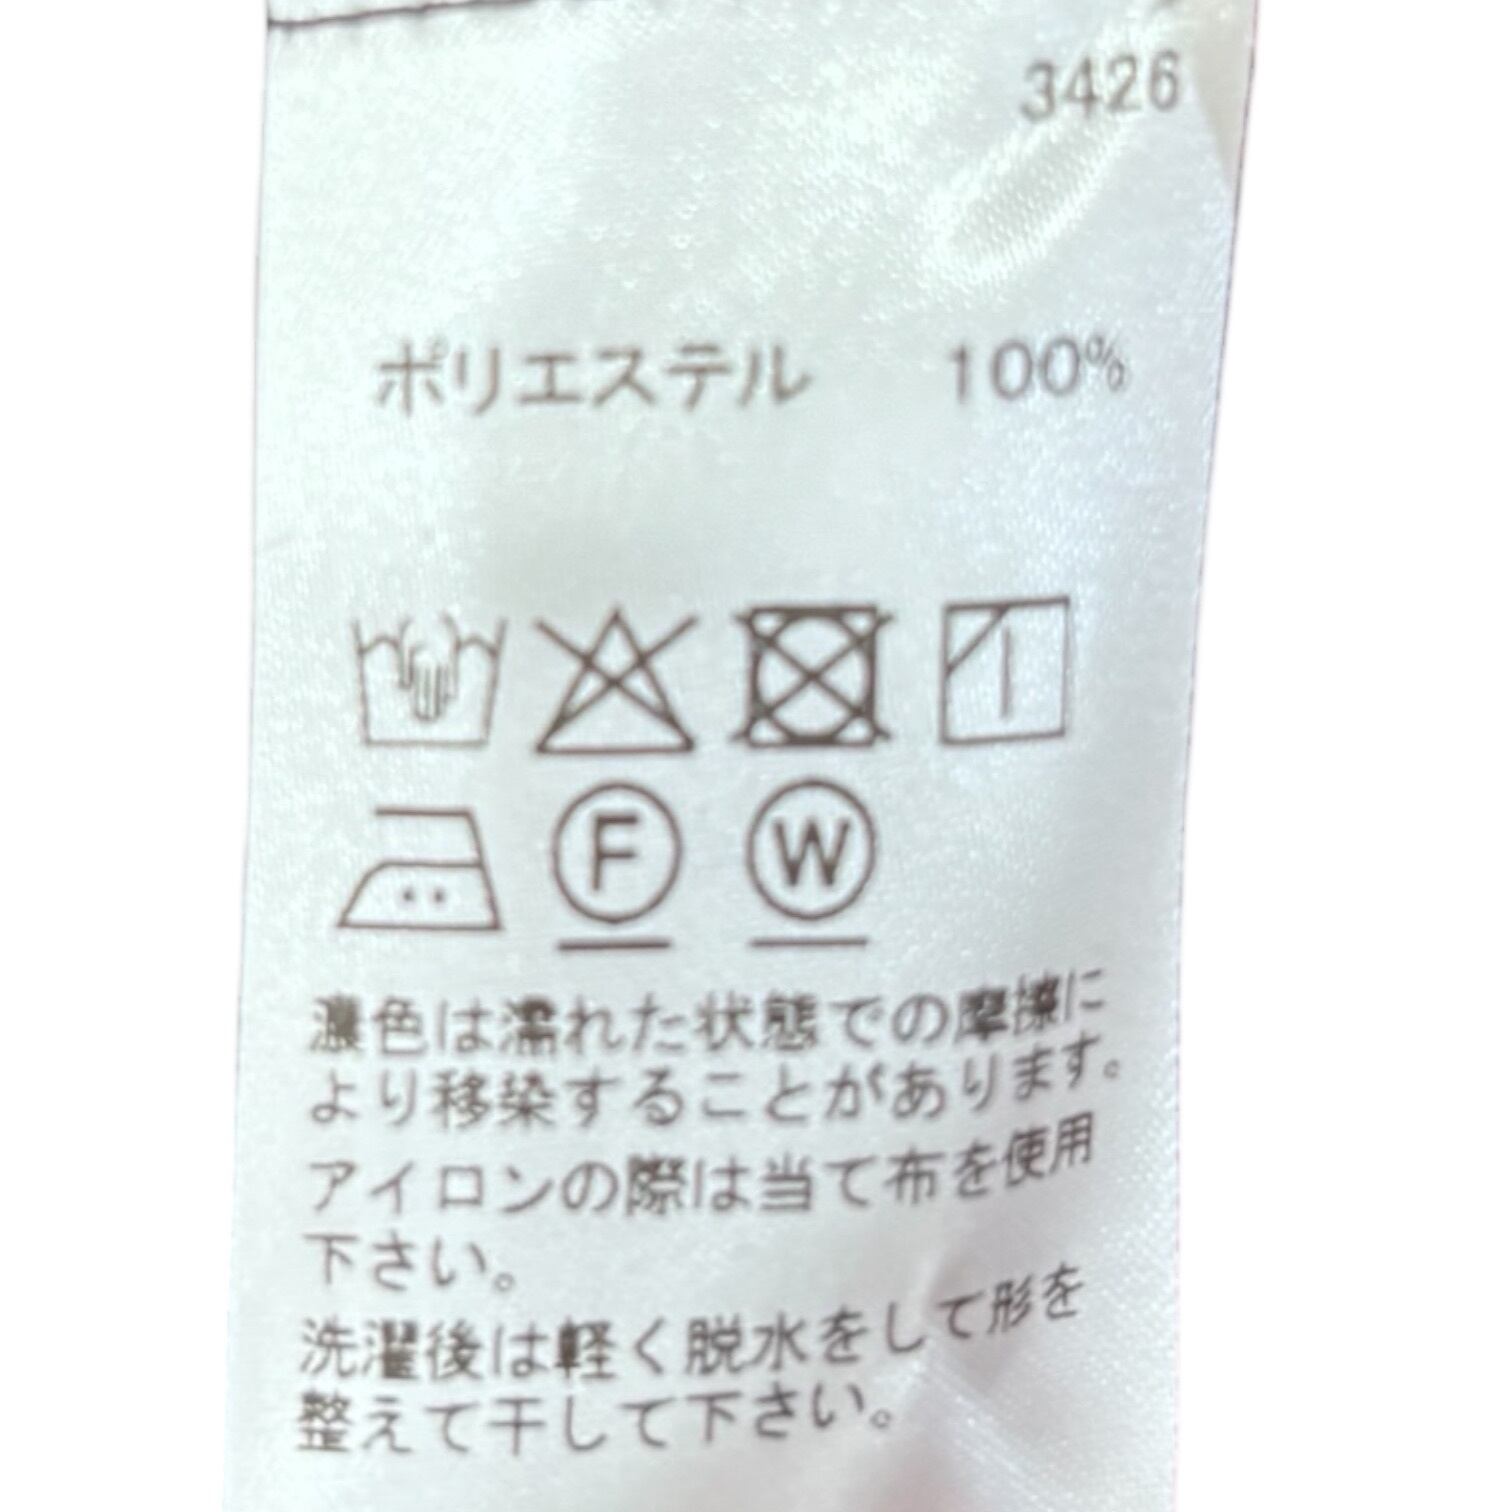 3426
ポリエステル 100%
F W
濃色は濡れた状態での摩擦に
より移染することがあります。
アイロンの際は当て布を使用
下さい。
洗濯後は軽く脱水をして形を
整えて干して下さい。